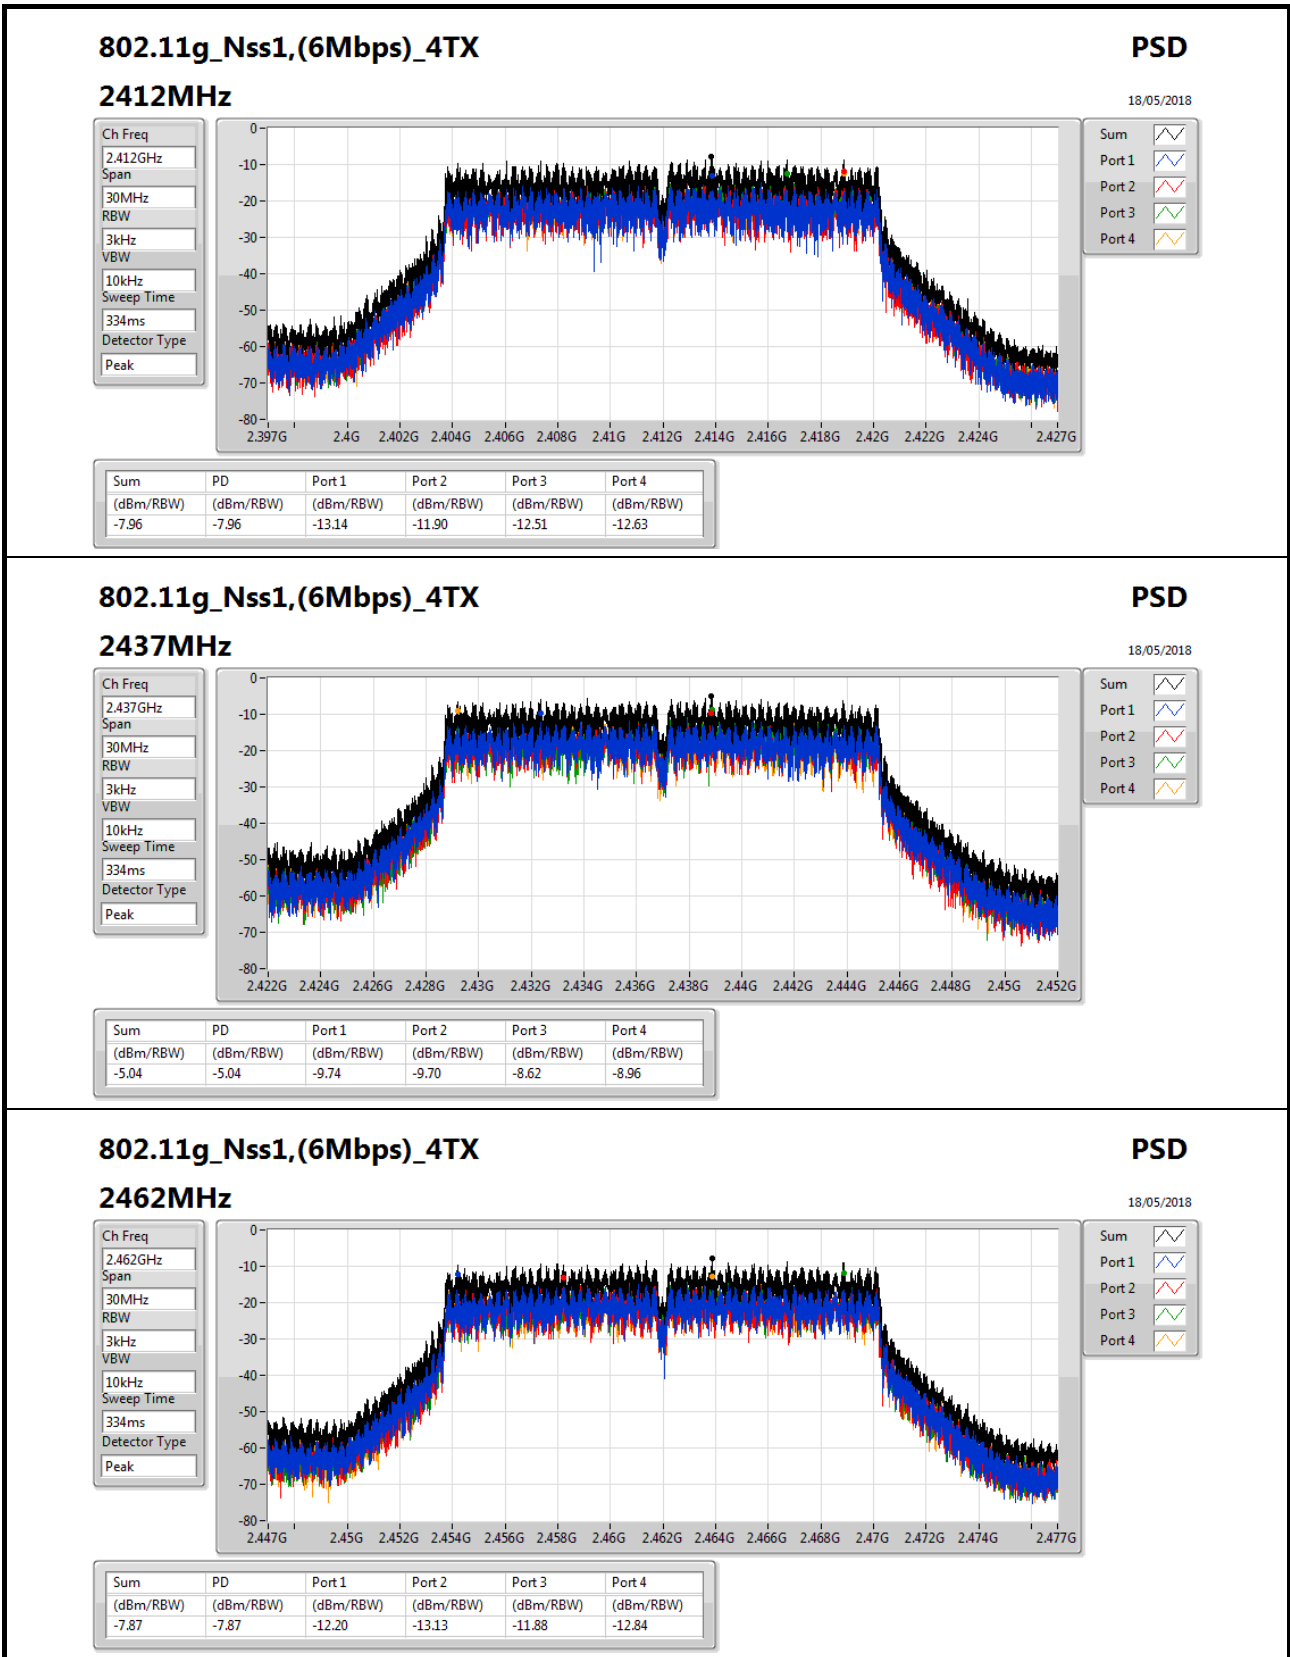 802.11g_Nss1,(6Mbps)_4TX PSD
2412MHz 18/05/2018
Ch Freq
2.412GHz
Span
30MHz
RBW
3kHz
VBW
10kHz
Sweep Time
334ms
Detector Type
Peak
0
-10
-20
-30
-40
-50
-60
-70
-80
2.397G 2.4G 2.402G 2.404G 2.406G 2.408G 2.41G 2.412G 2.414G 2.416G 2.418G 2.42G 2.422G 2.424G 2.427G
Sum
Port 1
Port 2
Port 3
Port 4
Sum PD Port 1 Port 2 Port 3 Port 4
(dBm/RBW) (dBm/RBW) (dBm/RBW) (dBm/RBW) (dBm/RBW) (dBm/RBW)
-7.96 -7.96 -13.14 -11.90 -12.51 -12.63
802.11g_Nss1,(6Mbps)_4TX PSD
2437MHz 18/05/2018
Ch Freq
2.437GHz
Span
30MHz
RBW
3kHz
VBW
10kHz
Sweep Time
334ms
Detector Type
Peak
0
-10
-20
-30
-40
-50
-60
-70
-80
2.422G 2.424G 2.426G 2.428G 2.43G 2.432G 2.434G 2.436G 2.438G 2.44G 2.442G 2.444G 2.446G 2.448G 2.45G 2.452G
Sum
Port 1
Port 2
Port 3
Port 4
Sum PD Port 1 Port 2 Port 3 Port 4
(dBm/RBW) (dBm/RBW) (dBm/RBW) (dBm/RBW) (dBm/RBW) (dBm/RBW)
-5.04 -5.04 -9.74 -9.70 -8.62 -8.96
802.11g_Nss1,(6Mbps)_4TX PSD
2462MHz 18/05/2018
Ch Freq
2.462GHz
Span
30MHz
RBW
3kHz
VBW
10kHz
Sweep Time
334ms
Detector Type
Peak
0
-10
-20
-30
-40
-50
-60
-70
-80
2.447G 2.45G 2.452G 2.454G 2.456G 2.458G 2.46G 2.462G 2.464G 2.466G 2.468G 2.47G 2.472G 2.474G 2.477G
Sum
Port 1
Port 2
Port 3
Port 4
Sum PD Port 1 Port 2 Port 3 Port 4
(dBm/RBW) (dBm/RBW) (dBm/RBW) (dBm/RBW) (dBm/RBW) (dBm/RBW)
-7.87 -7.87 -12.20 -13.13 -11.88 -12.84